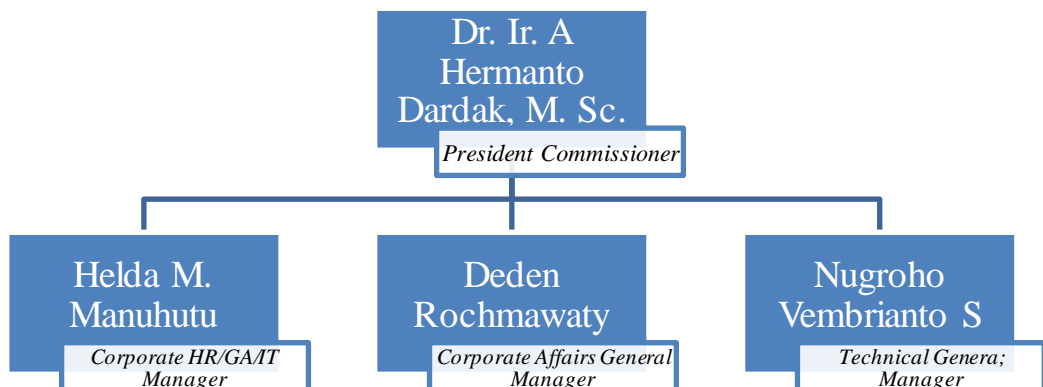 Dr. Ir. A
Hermanto
Dardak, M. Sc.
President Commissioner
Helda M.
Manuhutu
Corporate HR/GA/IT
Manager
Deden
Rochmawaty
Corporate Affairs General
Manager
Nugroho
Vembrianto S
Technical Genera;
Manager